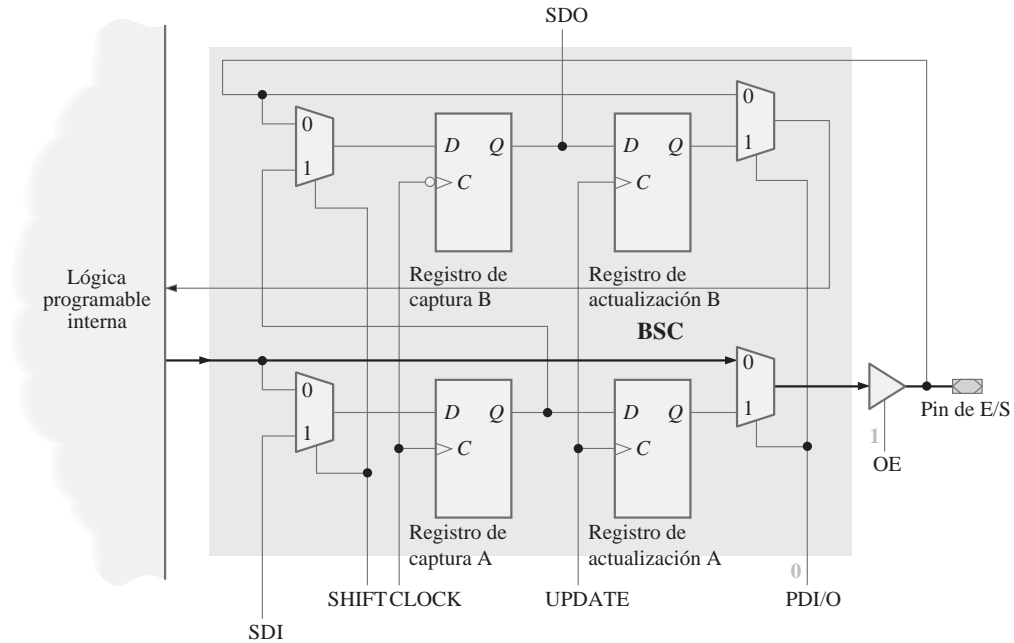 SDO
0
0
1
D Q
C
D Q
C
1
Registro de
captura B
Registro de
actualización B
Lógica
programable
interna
BSC
0
0
1
D Q
C
D Q
C
1
Pin de E/S
1
OE
Registro de
captura A
Registro de
actualización A
0
SHIFT CLOCK UPDATE PDI/O
SDI